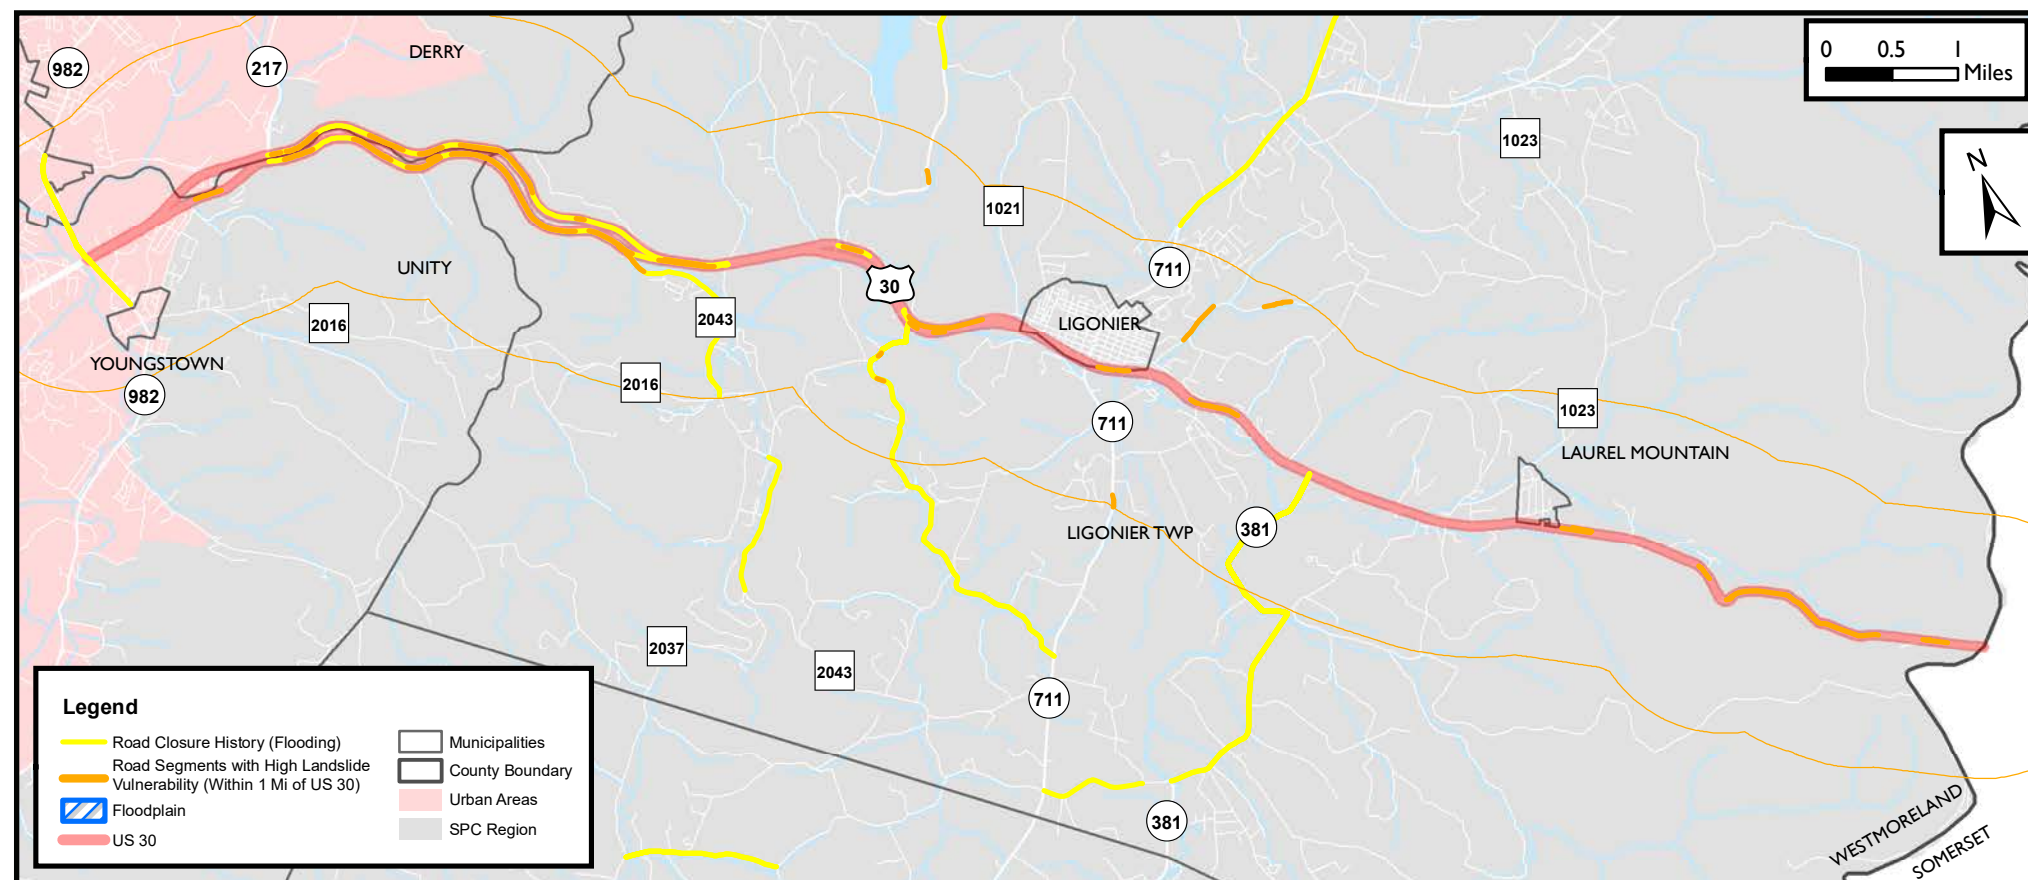 DERRY
982
217
0 0.5 1
Miles
1023
N
1021
711
UNITY
30
2016
2043
LIGONIER
YOUNGSTOWN
2016
982
1023
711
LAUREL MOUNTAIN
LIGONIER TWP
381
2037
2043
711
381
WESTMORELAND
SOMERSET
Legend
Road Closure History (Flooding)
Road Segments with High Landslide
Vulnerability (Within 1 Mi of US 30)
Floodplain
US 30
Municipalities
County Boundary
Urban Areas
SPC Region